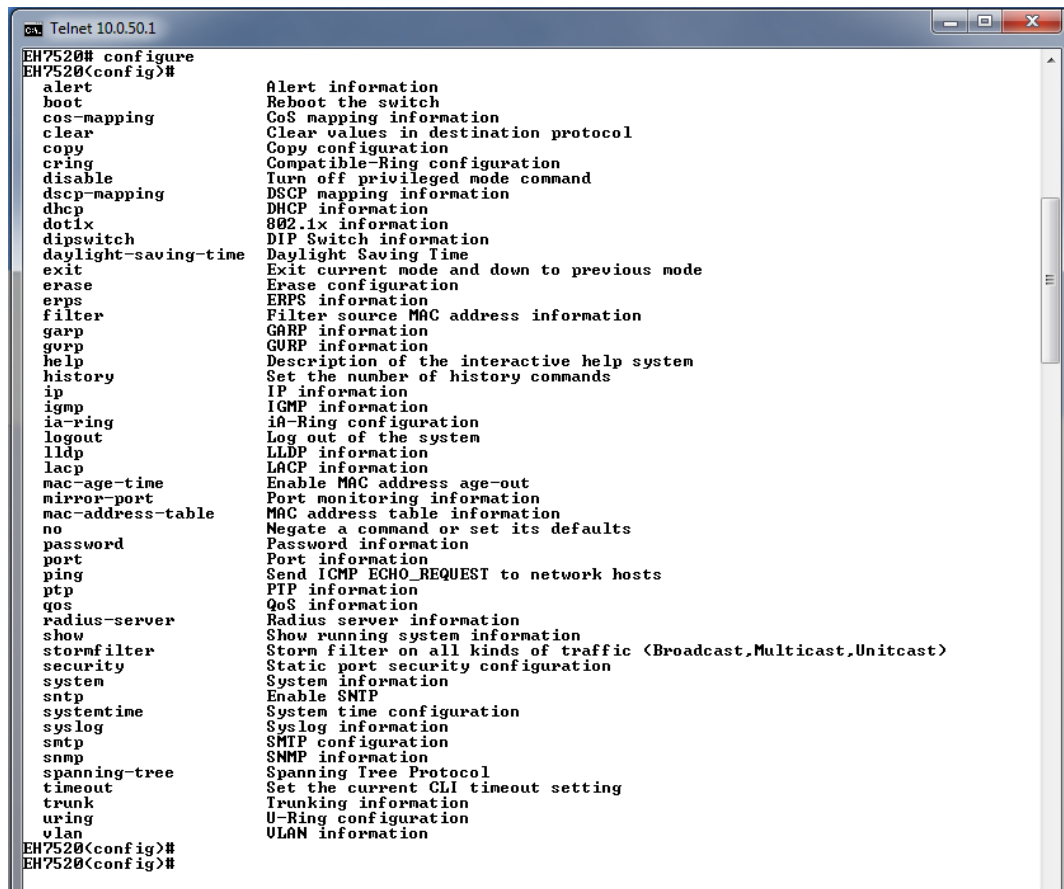 Telnet 10.0.50.1
EH7520# configure
EH7520(config)#
alert Alert information
boot Reboot the switch
cos-mapping CoS mapping information
clear Clear values in destination protocol
copy Copy configuration
cring Compatible-Ring configuration
disable Turn off privileged mode command
dscp-mapping DSCP mapping information
dhcp DHCP information
dot1x 802.1x information
dipswitch DIP Switch information
daylight-saving-time Daylight Saving Time
exit Exit current mode and down to previous mode
erase Erase configuration
erps ERPS information
filter Filter source MAC address information
garp GARP information
gvrp GVRP information
help Description of the interactive help system
history Set the number of history commands
ip IP information
igmp IGMP information
ia-ring iA-Ring configuration
logout Log out of the system
lldp LLDP information
lacp LACP information
mac-age-time Enable MAC address age-out
mirror-port Port monitoring information
mac-address-table MAC address table information
no Negate a command or set its defaults
password Password information
port Port information
ping Send ICMP ECHO_REQUEST to network hosts
ptp PTP information
qos QoS information
radius-server Radius server information
show Show running system information
stormfilter Storm filter on all kinds of traffic (Broadcast,Multicast,Unitcast)
security Static port security configuration
system System information
sntp Enable SNTP
systemtime System time configuration
syslog Syslog information
smtp SMTP configuration
snmp SNMP information
spanning-tree Spanning Tree Protocol
timeout Set the current CLI timeout setting
trunk Trunking information
uring U-Ring configuration
vlan VLAN information
EH7520(config)#
EH7520(config)#